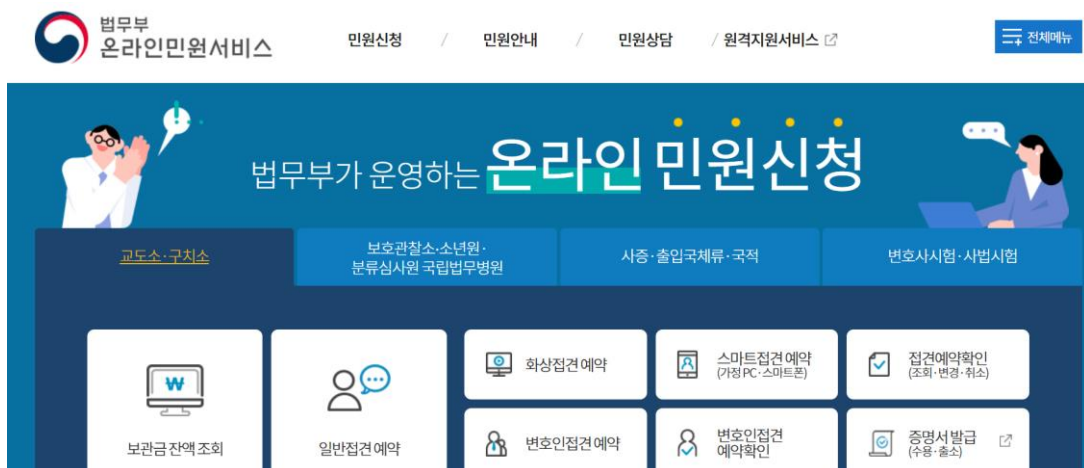 법무부
온라인민원서비스
민원신청 / 민원안내 / 민원상담 / 원격지원서비스
전체메뉴
법무부가 운영하는 온라인 민원신청
교도소·구치소
보호관찰소·소년원·
분류심사원 국립법무병원
사증·출입국체류·국적
변호사시험·사법시험
보관금 잔액 조회
일반접견 예약
화상접견 예약
스마트접견 예약
(가정 PC·스마트폰)
접견예약확인
(조회·변경·취소)
변호인접견 예약
변호인접견
예약확인
증명서 발급
(수용·출소)